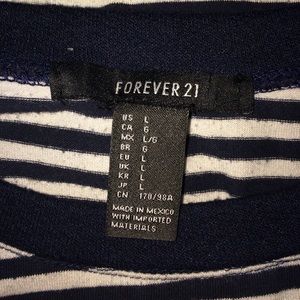 FOREVER 21
US L
CA G
MX L/G
BR G
EU L
UK L
KR L
JP L
CN 170/98A
MADE IN MEXICO
WITH IMPORTED
MATERIALS